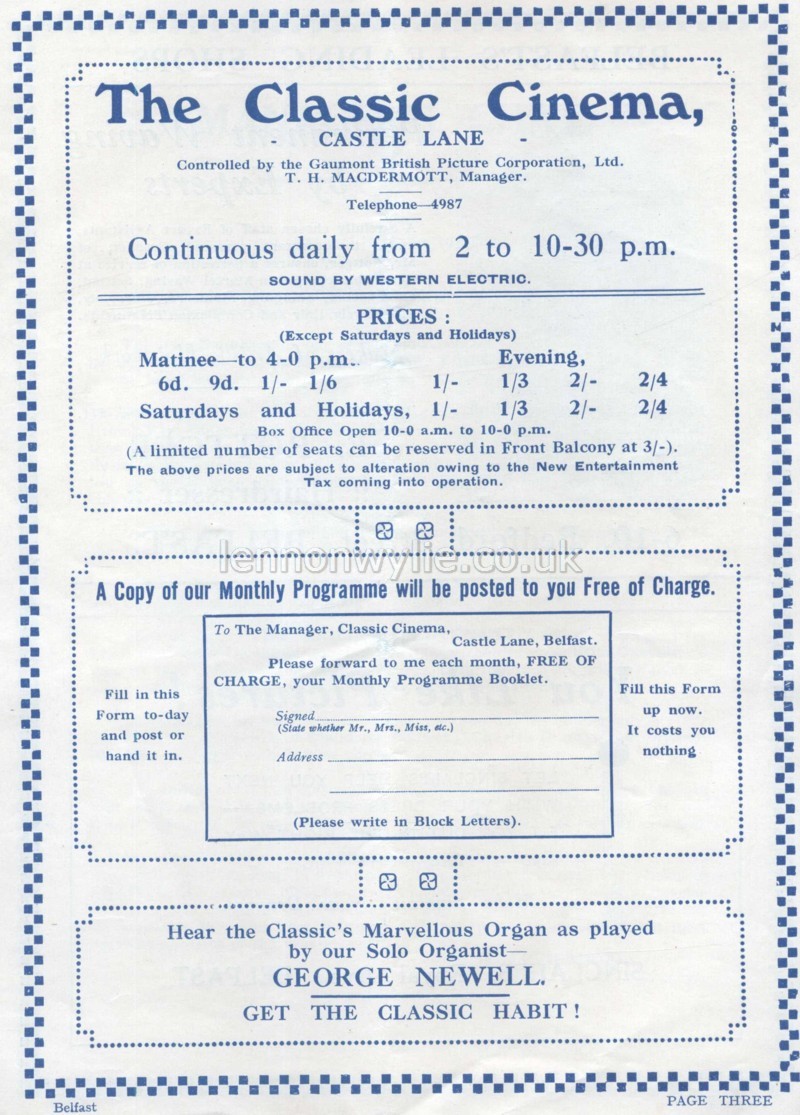 The Classic Cinema,
- CASTLE LANE -
Controlled by the Gaumont British Picture Corporation, Ltd.
T. H. MACDERMOTT, Manager.
Telephone—4987
Continuous daily from 2 to 10-30 p.m.
SOUND BY WESTERN ELECTRIC.
PRICES :
(Except Saturdays and Holidays)
Matinee—to 4-0 p.m. Evening,
6d. 9d. 1/- 1/6 1/- 1/3 2/- 2/4
Saturdays and Holidays, 1/- 1/3 2/- 2/4
Box Office Open 10-0 a.m. to 10-0 p.m.
(A limited number of seats can be reserved in Front Balcony at 3/-).
The above prices are subject to alteration owing to the New Entertainment
Tax coming into operation.
lennonwylie.co.uk
A Copy of our Monthly Programme will be posted to you Free of Charge.
Fill in this
Form to-day
and post or
hand it in.
To The Manager, Classic Cinema,
Castle Lane, Belfast.
Please forward to me each month, FREE OF
CHARGE, your Monthly Programme Booklet.
Signed
(State whether Mr., Mrs., Miss, etc.)
Address
(Please write in Block Letters).
Fill this Form
up now.
It costs you
nothing
Hear the Classic's Marvellous Organ as played
by our Solo Organist—
GEORGE NEWELL.
GET THE CLASSIC HABIT !
Belfast
PAGE THREE